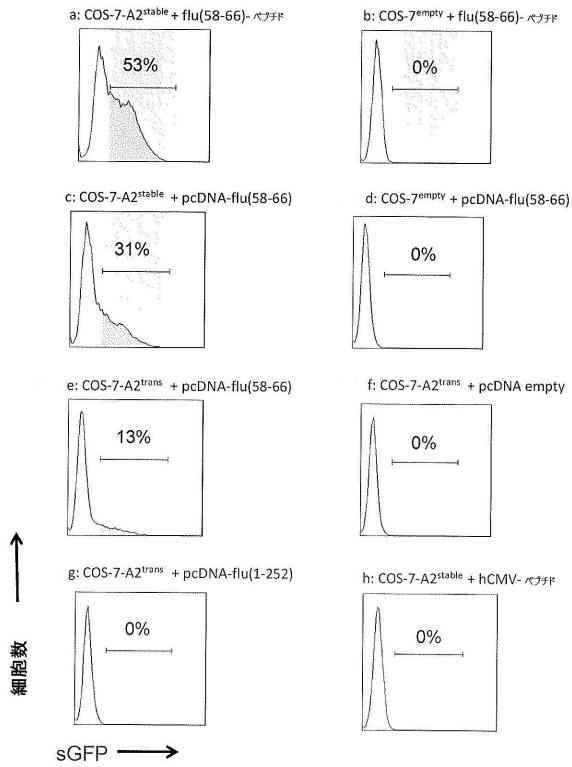 a: COS-7-A2stable + flu(58-66)- ペプチド
53%
b: COS-7empty + flu(58-66)- ペプチド
0%
c: COS-7-A2stable + pcDNA-flu(58-66)
31%
d: COS-7empty + pcDNA-flu(58-66)
0%
e: COS-7-A2trans + pcDNA-flu(58-66)
13%
f: COS-7-A2trans + pcDNA empty
0%
g: COS-7-A2trans + pcDNA-flu(1-252)
0%
h: COS-7-A2stable + hCMV- ペプチド
0%
細胞数
sGFP